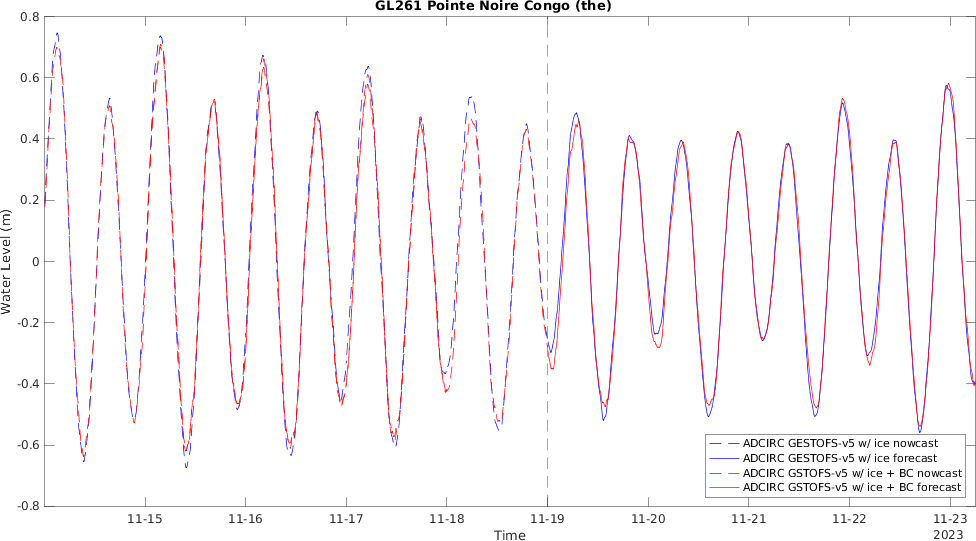 GL261 Pointe Noire Congo (the)
0.8
0.6
0.4
0.2
0
-0.2
-0.4
-0.6
-0.8
Water Level (m)
ADCIRC GESTOFS-v5 w/ ice nowcast
ADCIRC GESTOFS-v5 w/ ice forecast
ADCIRC GSTOFS-v5 w/ ice + BC nowcast
ADCIRC GSTOFS-v5 w/ ice + BC forecast
11-15 11-16 11-17 11-18 11-19 11-20 11-21 11-22 11-23
Time 2023